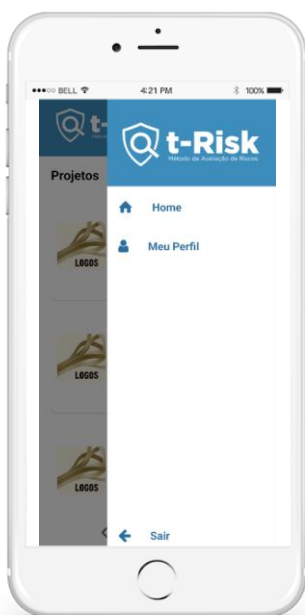 BELL
4:21 PM
100%
t-
t-Risk
Método de Avaliação de Riscos
Projetos
Home
Meu Perfil
LOGOS
LOGOS
LOGOS
Sair